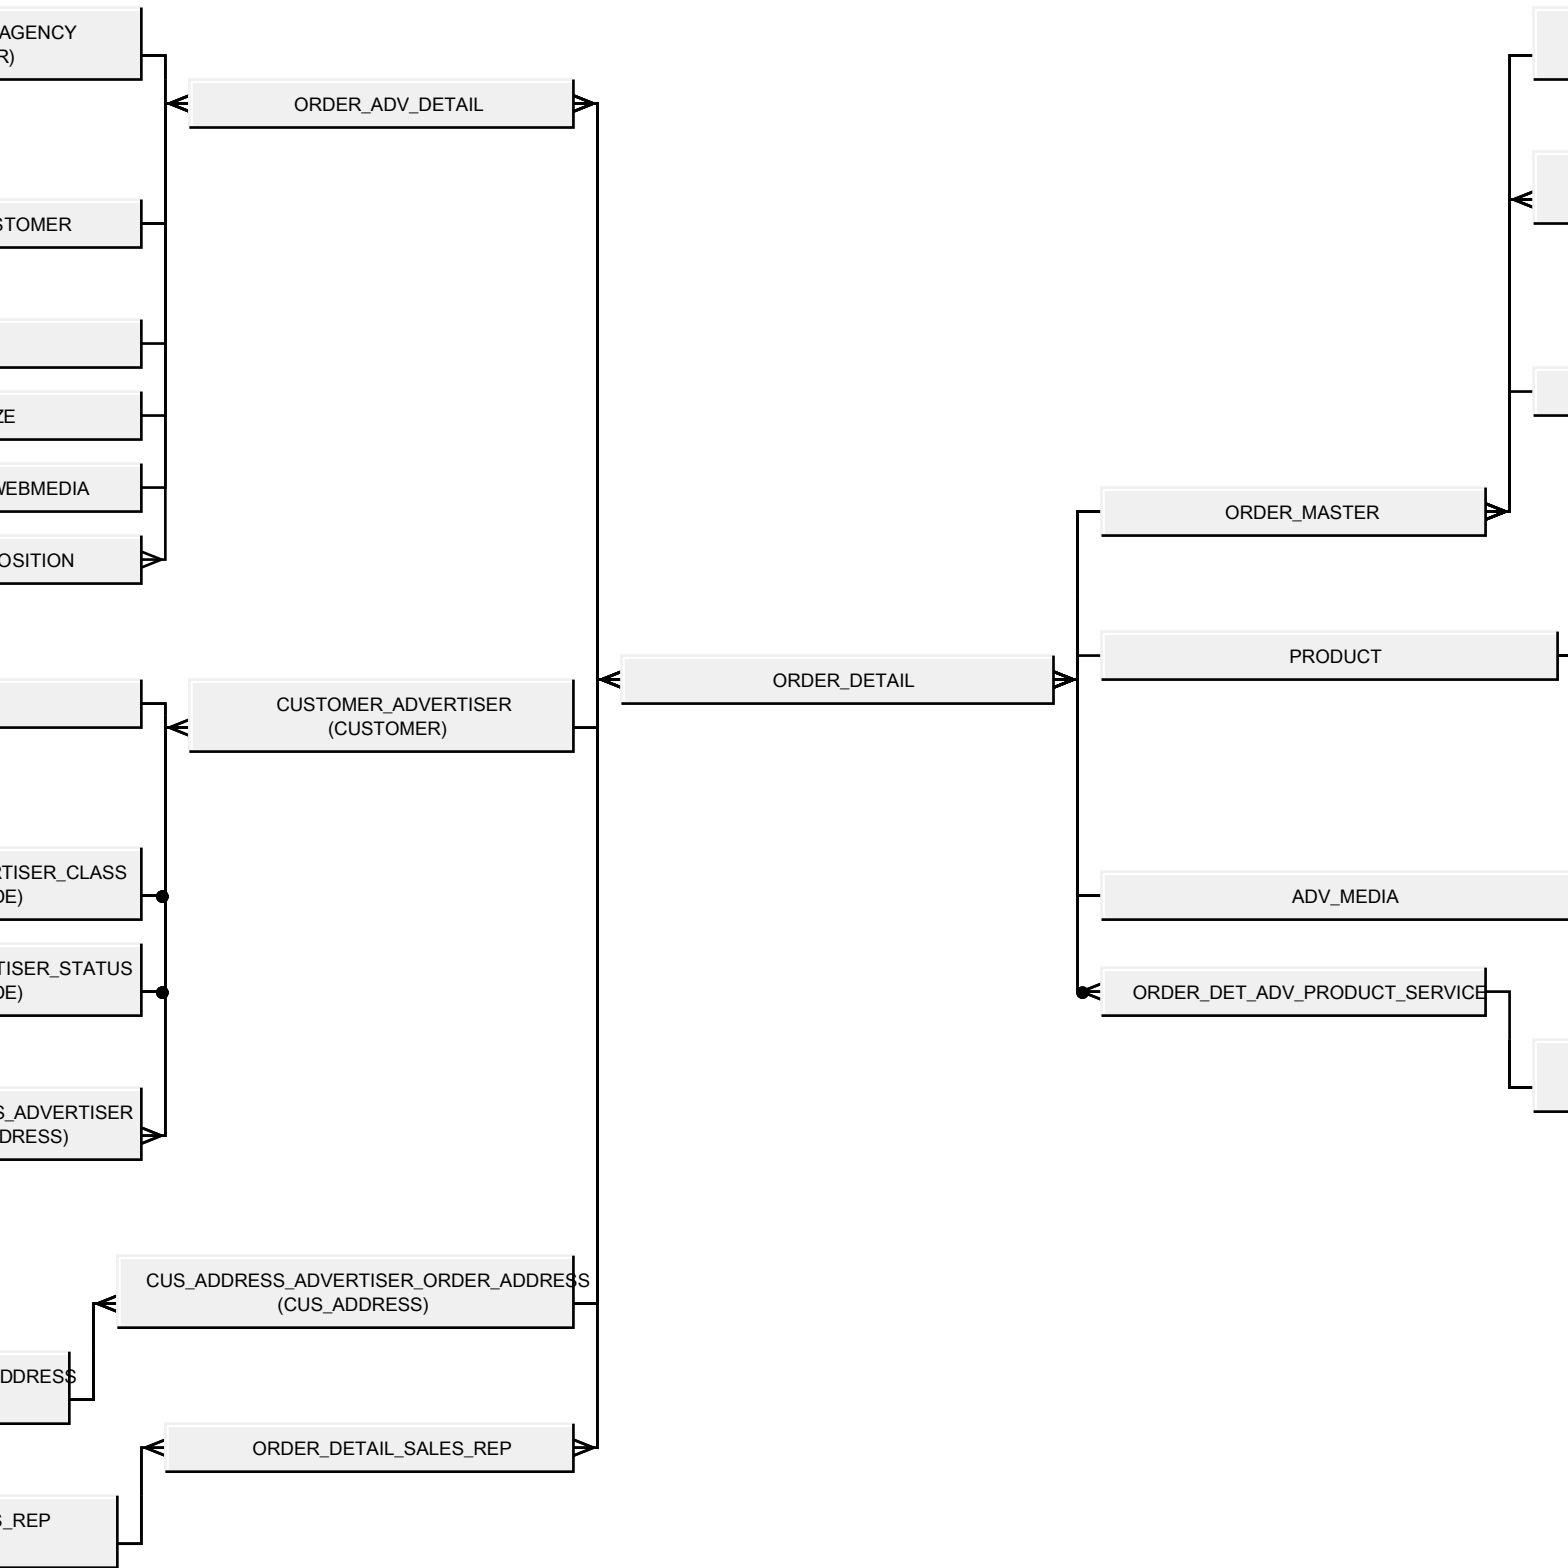 AGENCY
R)
ORDER_ADV_DETAIL
STOMER
ZE
WEBMEDIA
OSITION
ORDER_MASTER
PRODUCT
ORDER_DETAIL
CUSTOMER_ADVERTISER
(CUSTOMER)
RTISER_CLASS
DE)
ADV_MEDIA
TISER_STATUS
DE)
ORDER_DET_ADV_PRODUCT_SERVICE
S_ADVERTISER
DRESS)
CUS_ADDRESS_ADVERTISER_ORDER_ADDRESS
(CUS_ADDRESS)
DDRESS
ORDER_DETAIL_SALES_REP
S_REP